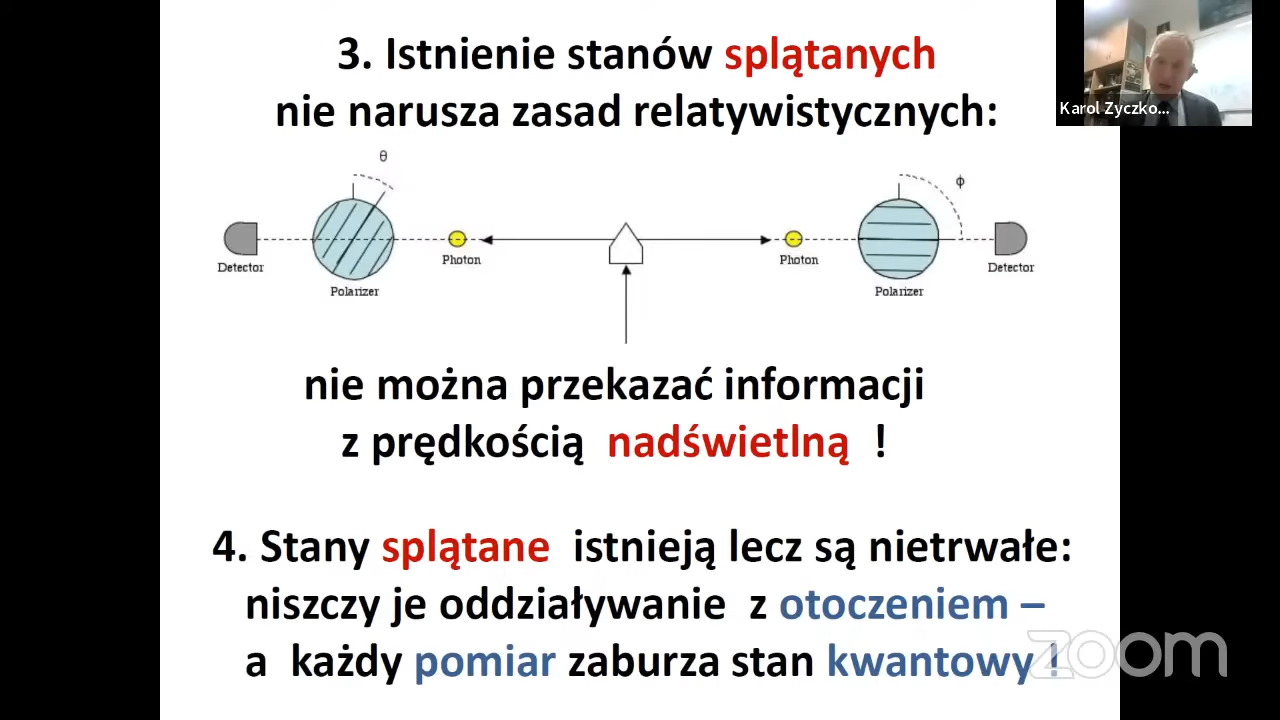 3. Istnienie stanów splątanych
nie narusza zasad relatywistycznych:
Karol Zyczko...
θ
ϕ
Detector
Polarizer
Photon
Photon
Polarizer
Detector
nie można przekazać informacji
z prędkością nadświetlną !
4. Stany splątane istnieją lecz są nietrwałe:
niszczy je oddziaływanie z otoczeniem –
a każdy pomiar zaburza stan kwantowy !
zoom